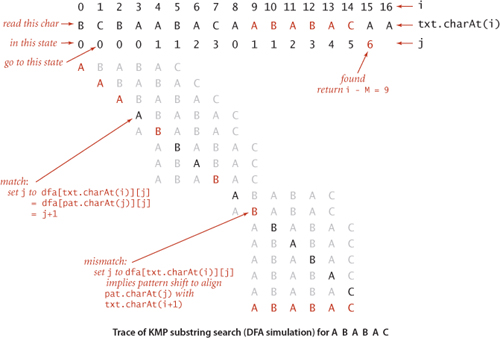 0 1 2 3 4 5 6 7 8 9 10 11 12 13 14 15 16 i
read this char B C B A A B A C A A B A B A C A A txt.charAt(i)
in this state 0 0 0 0 1 1 2 3 0 1 1 2 3 4 5 6 j
go to this state
found
return i - M = 9
A B A B A C
A B A B A C
A B A B A C
A B A B A C
A B A B A C
A B A B A C
A B A B A C
A B A B A C
match:
set j to dfa[txt.charAt(i)][j]
= dfa[pat.charAt(j)][j]
= j+1
A B A B A C
A B A B A C
A B A B A C
A B A B A C
A B A B A C
A B A B A C
A B A B A C
A B A B A C
mismatch:
set j to dfa[txt.charAt(i)][j]
implies pattern shift to align
pat.charAt(j) with
txt.charAt(i+1)
Trace of KMP substring search (DFA simulation) for A B A B A C